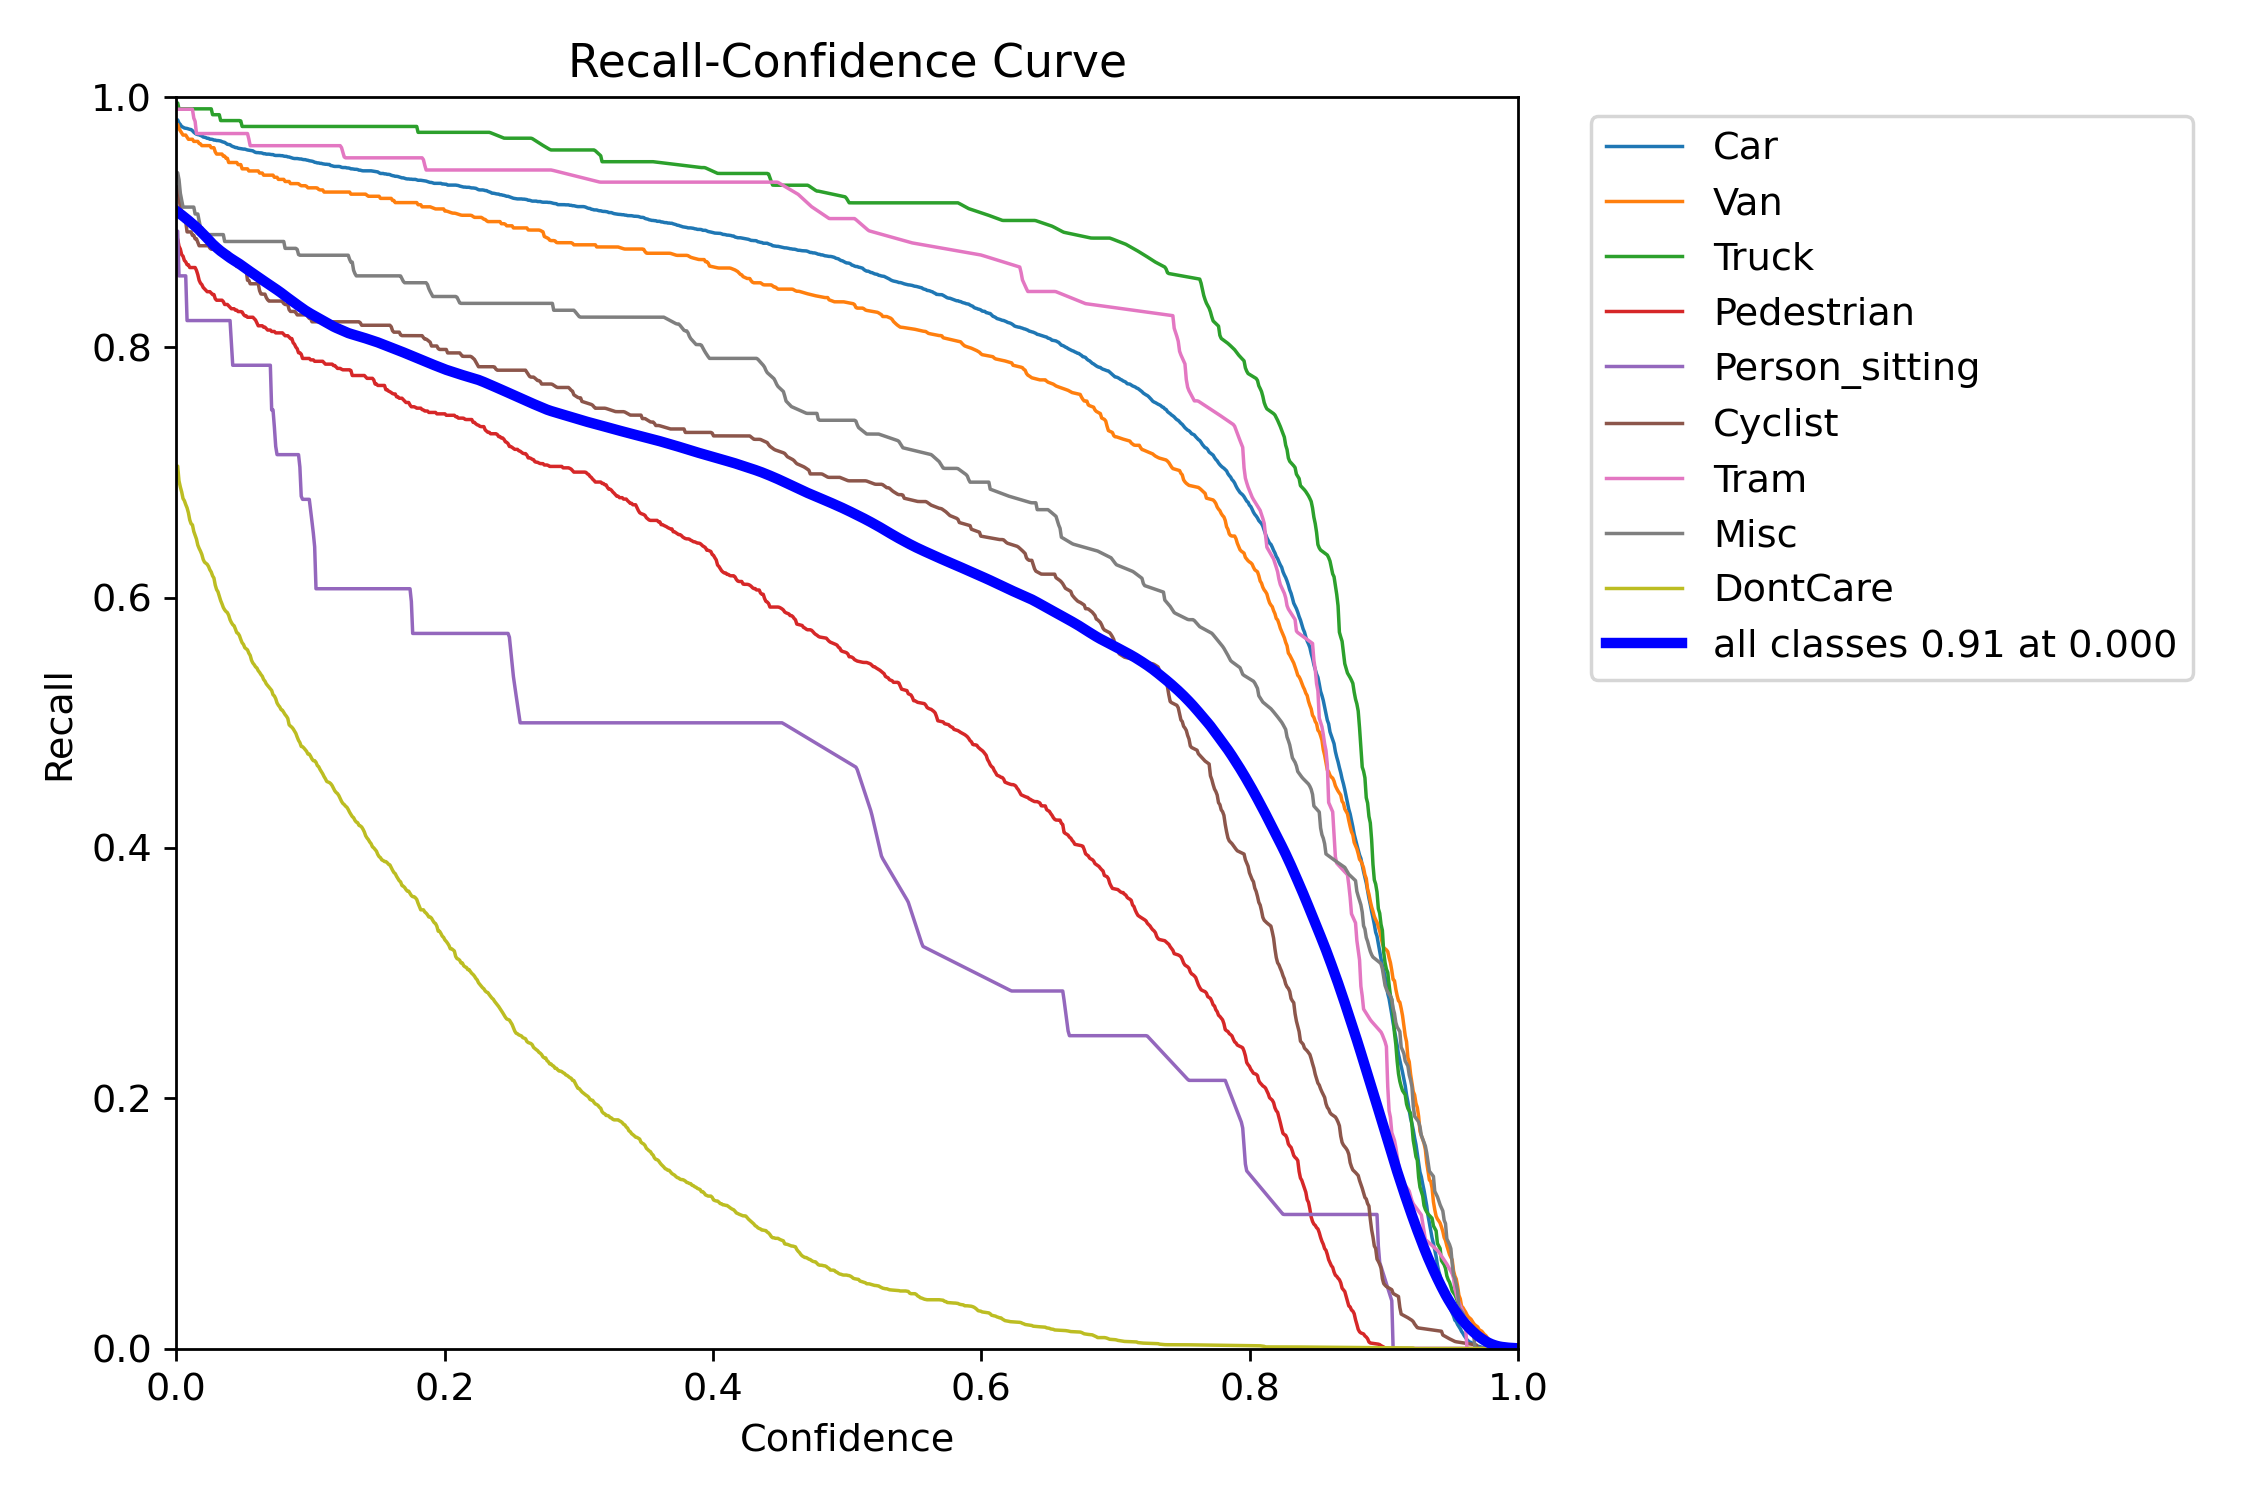 Recall-Confidence Curve
1.0
0.8
0.6
0.4
0.2
0.0
Recall
0.0 0.2 0.4 0.6 0.8 1.0
Confidence
Car
Van
Truck
Pedestrian
Person_sitting
Cyclist
Tram
Misc
DontCare
all classes 0.91 at 0.000